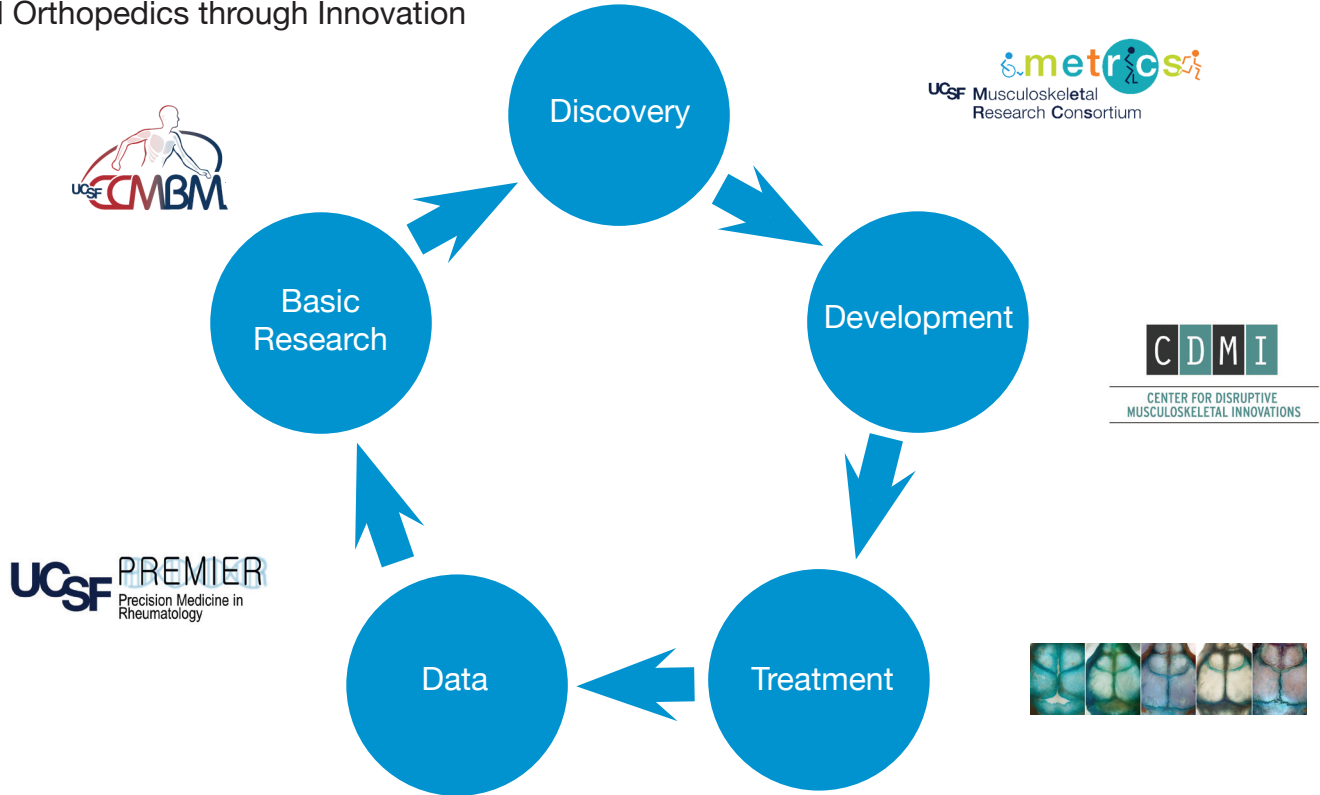 Orthopedics through Innovation
Discovery
metrics
UCSF Musculoskeletal
Research Consortium
UCSF CCMBM
Basic
Research
Development
CDMI
CENTER FOR DISRUPTIVE
MUSCULOSKELETAL INNOVATIONS
UCSF PREMIER
Precision Medicine in
Rheumatology
Data
Treatment